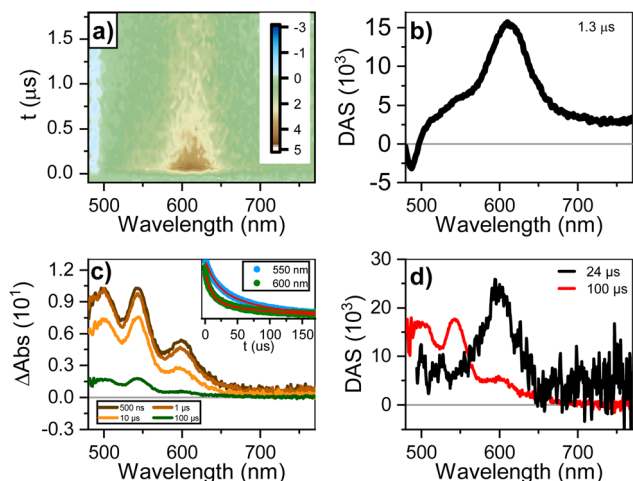 a)
t (µs)
1.5
1.0
0.5
0.0
-3
-1
0
1
2
4
5
500 600 700
Wavelength (nm)
b)
1.3 µs
DAS (10³)
15
10
5
0
-5
500 600 700
Wavelength (nm)
c)
ΔAbs (10¹)
1.2
0.9
0.6
0.3
0.0
-0.3
550 nm
600 nm
0 50 100 150
t (us)
500 ns 1 µs
10 µs 100 µs
500 600 700
Wavelength (nm)
d)
24 µs
100 µs
DAS (10³)
30
20
10
0
500 600 700
Wavelength (nm)